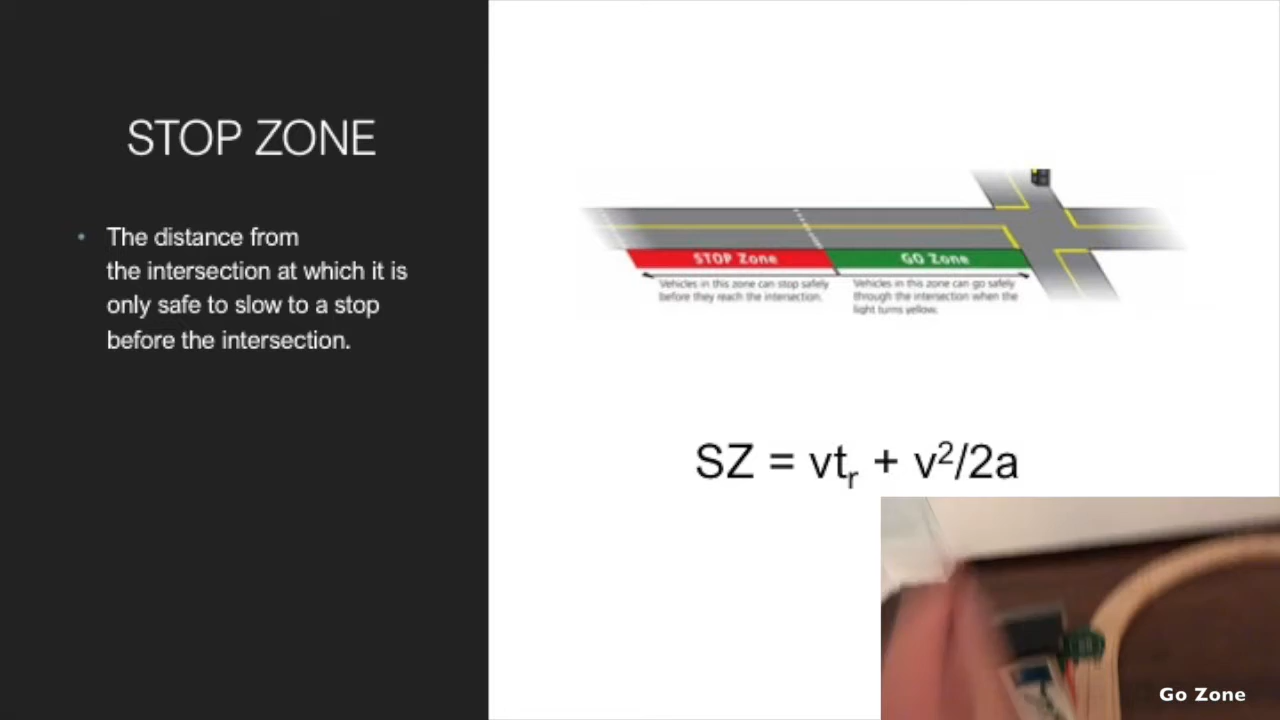 STOP ZONE
• The distance from
the intersection at which it is
only safe to slow to a stop
before the intersection.
STOP Zone
GO Zone
Vehicles in this zone can stop safely
before they reach the intersection.
Vehicles in this zone can go safely
through the intersection when the
light turns yellow.
SZ = vtᵣ + v²/2a
Go Zone